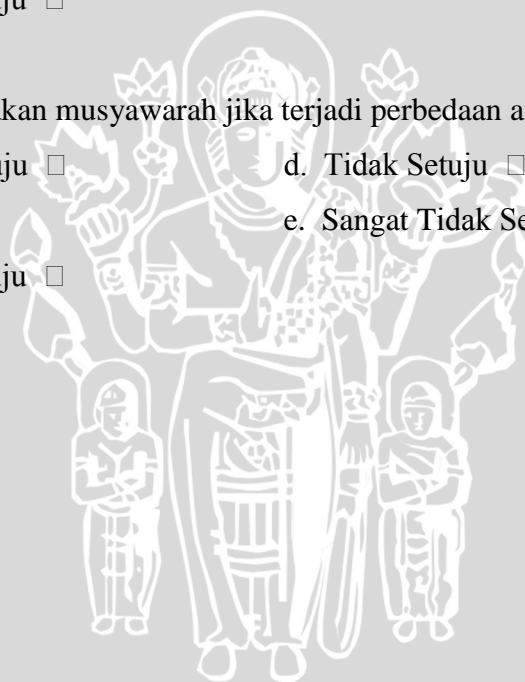 ju □
kan musyawarah jika terjadi perbedaan a
ju □ d. Tidak Setuju □
e. Sangat Tidak Se
ju □